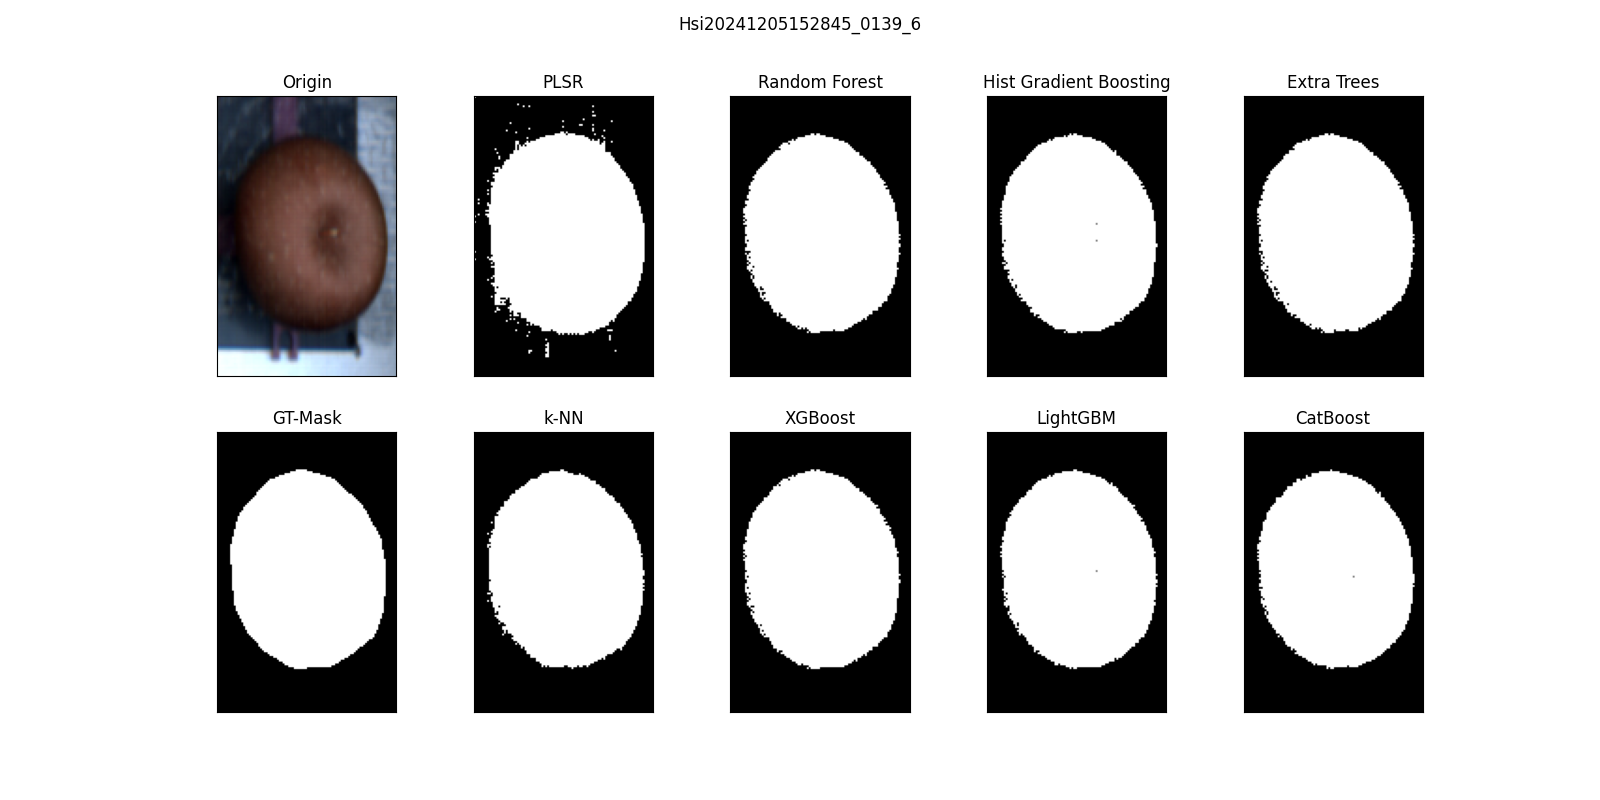 Hsi20241205152845_0139_6
Origin
PLSR
Random Forest
Hist Gradient Boosting
Extra Trees
GT-Mask
k-NN
XGBoost
LightGBM
CatBoost